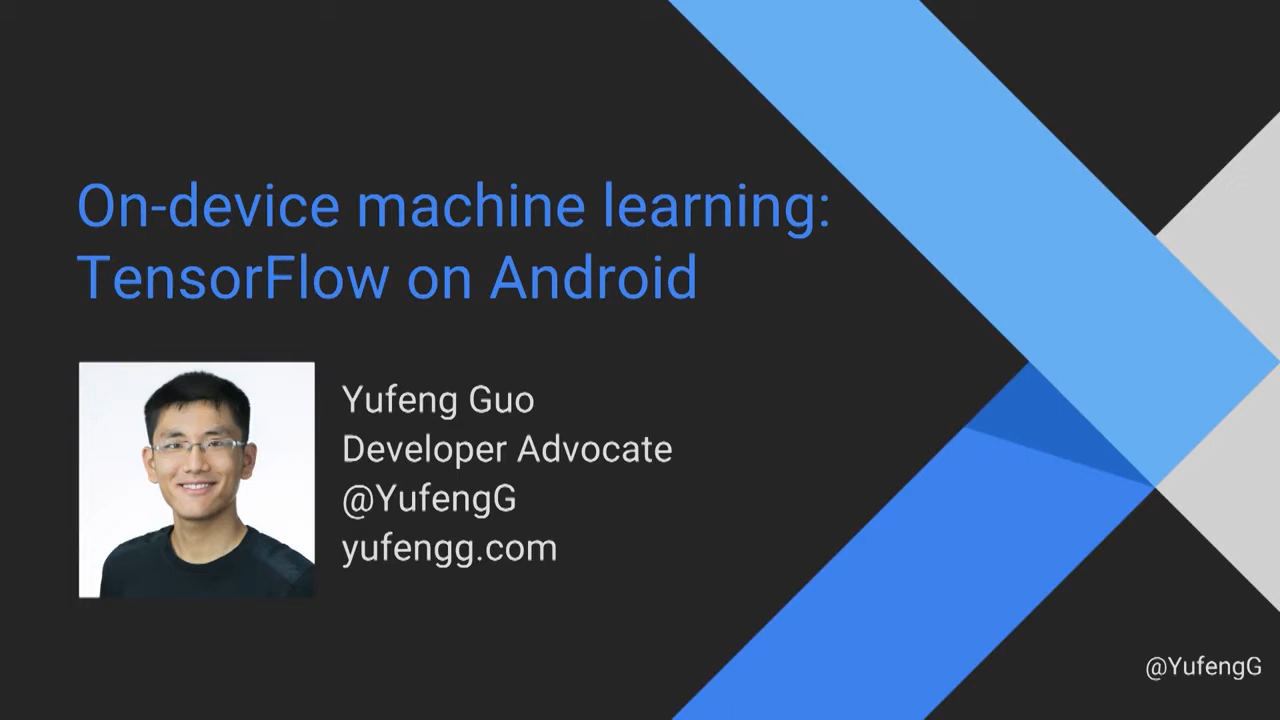 On-device machine learning:
TensorFlow on Android
Yufeng Guo
Developer Advocate
@YufengG
yufengg.com
@YufengG